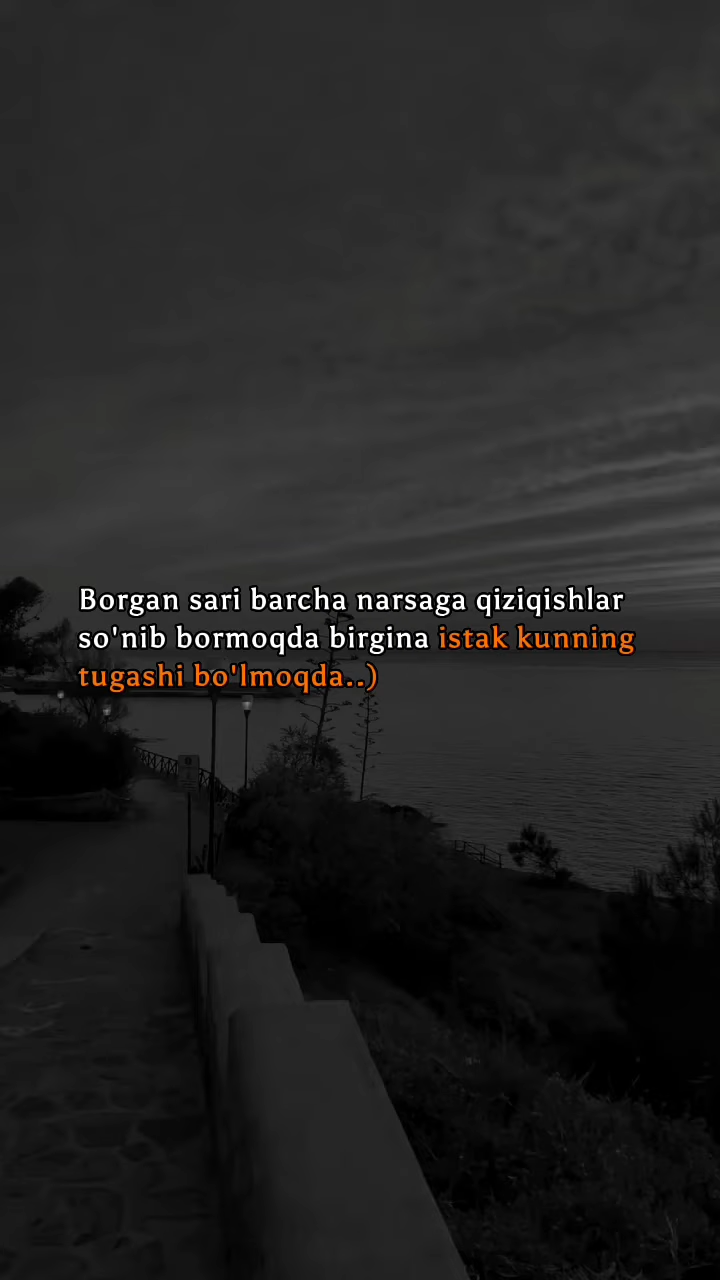 Borgan sari barcha narsaga qiziqishlar
so'nib bormoqda birgina istak kunning
tugashi bo'lmoqda..)